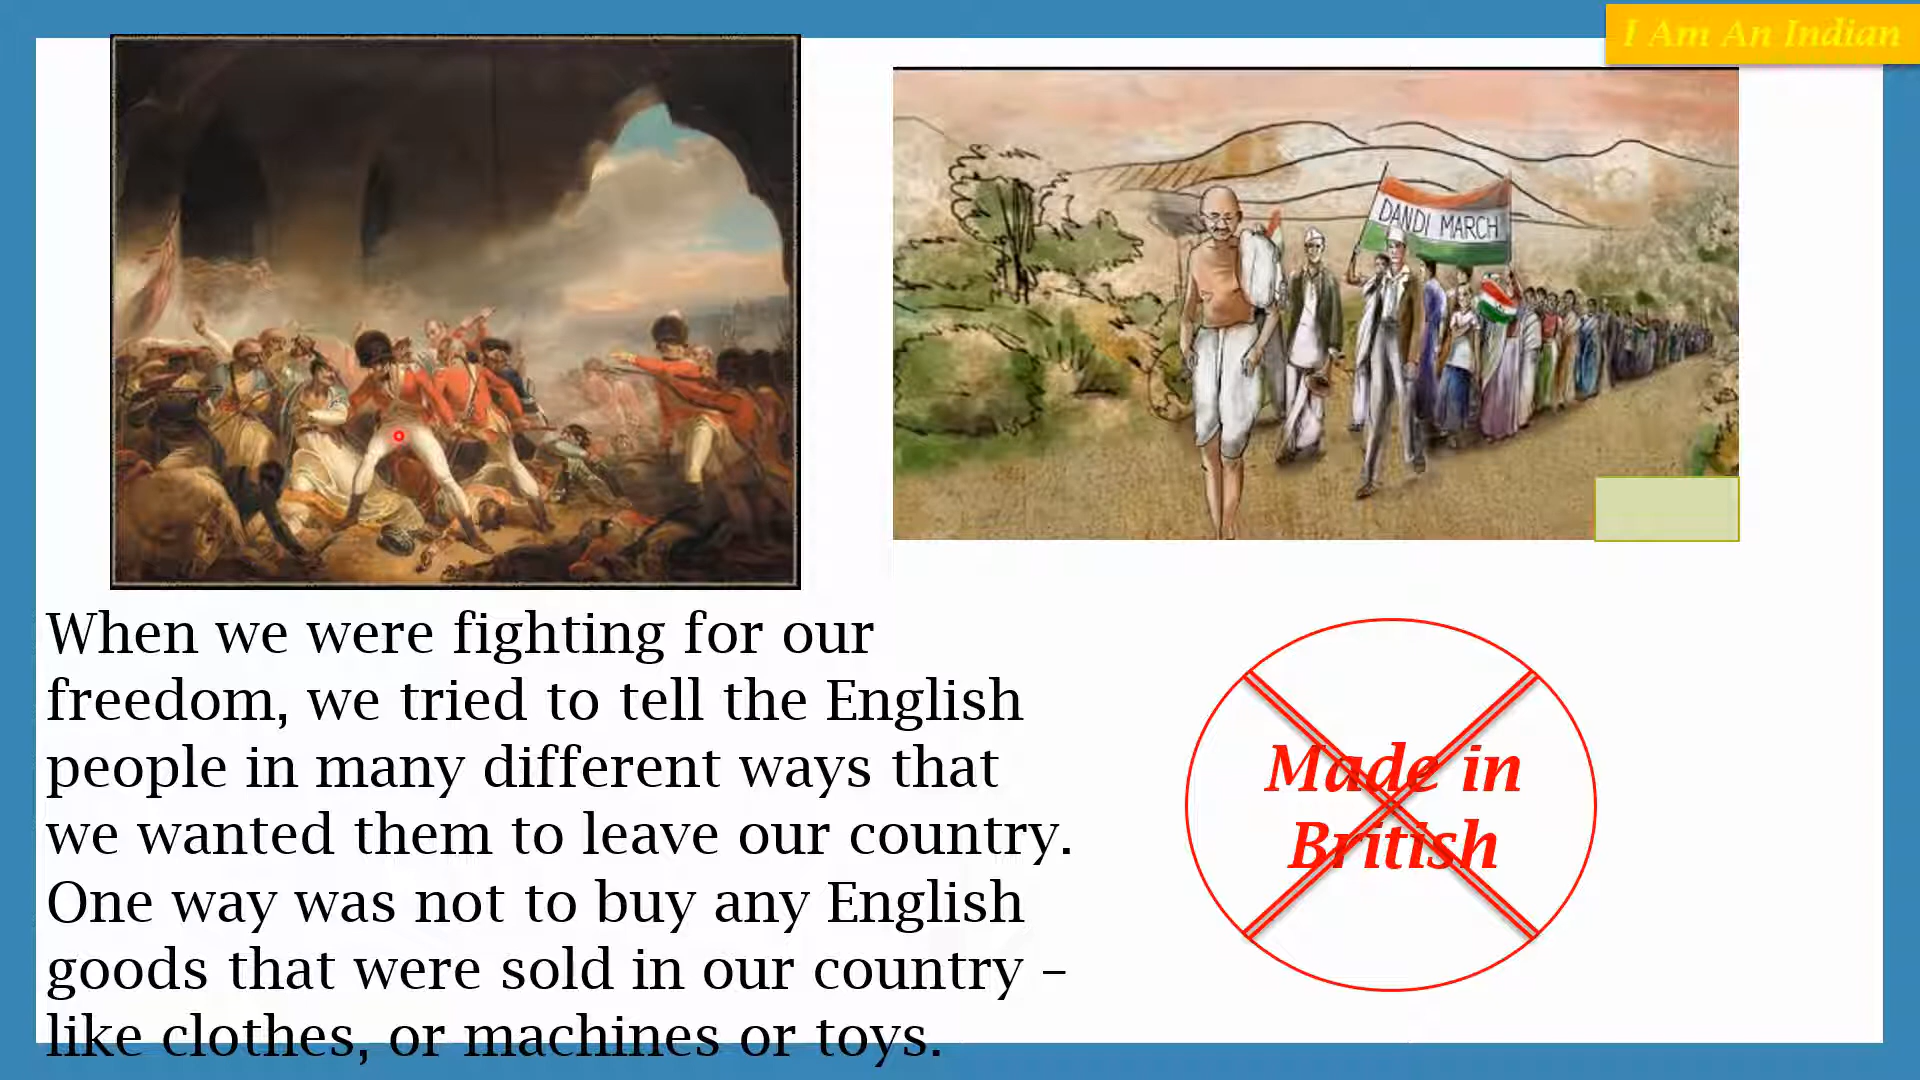 I Am An Indian
DANDI MARCH
When we were fighting for our
freedom, we tried to tell the English
people in many different ways that
we wanted them to leave our country.
One way was not to buy any English
goods that were sold in our country –
like clothes, or machines or toys.
Made in
British